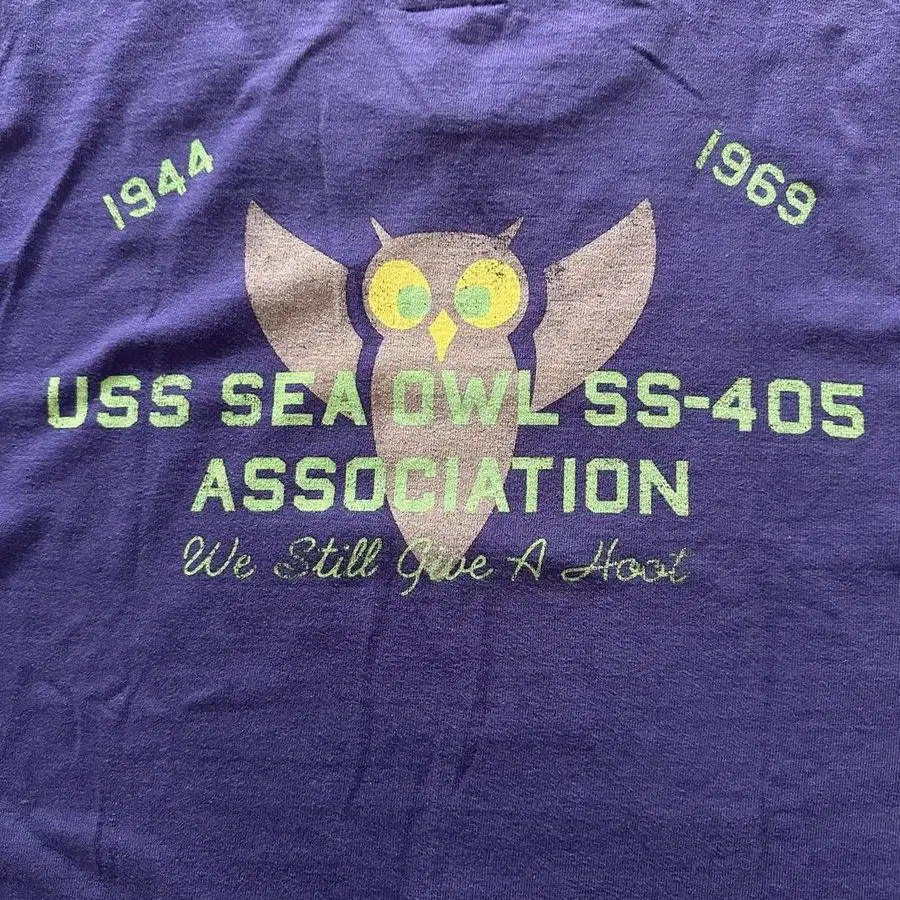 1944
1969
USS SEA OWL SS-405
ASSOCIATION
We Still Give A Hoot